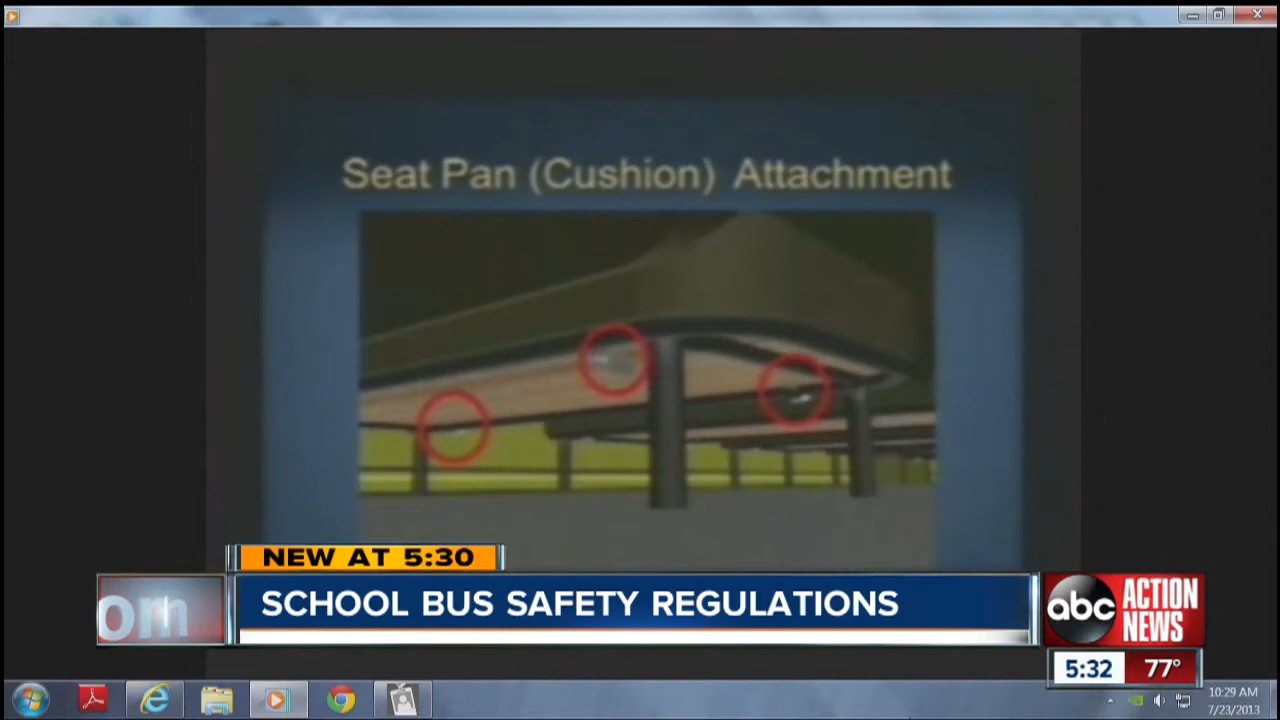 Seat Pan (Cushion) Attachment
NEW AT 5:30
om
SCHOOL BUS SAFETY REGULATIONS
abc
ACTION
NEWS
5:32
77°
10:29 AM
7/23/2013